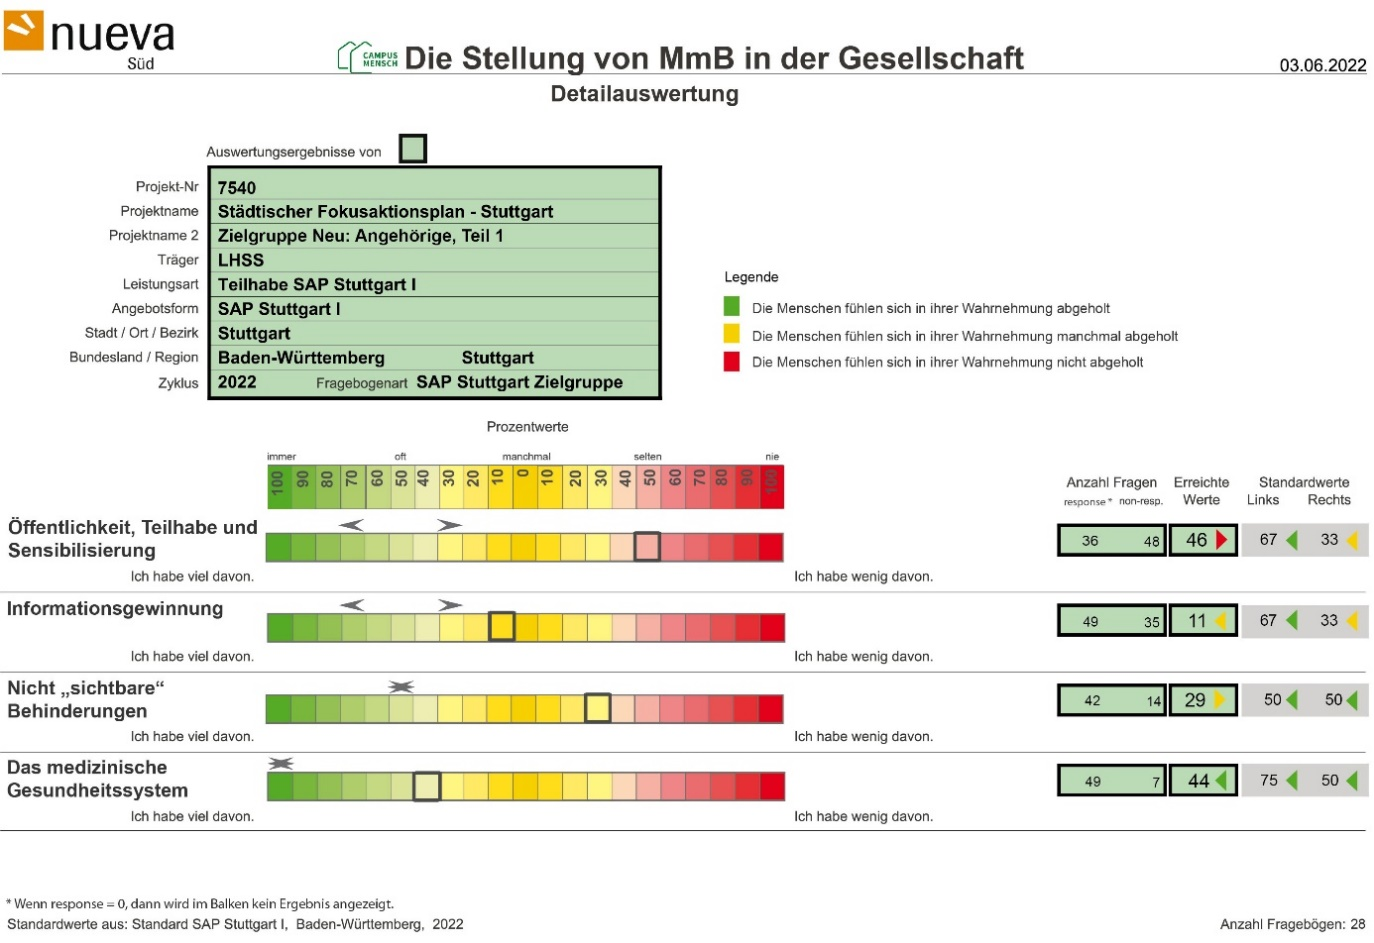 nueva
Süd
CAMPUS
MENSCH
Die Stellung von MmB in der Gesellschaft
03.06.2022
Detailauswertung
Auswertungsergebnisse von
Projekt-Nr 7540
Projektname Städtischer Fokusaktionsplan - Stuttgart
Projektname 2 Zielgruppe Neu: Angehörige, Teil 1
Träger LHSS
Leistungsart Teilhabe SAP Stuttgart I
Angebotsform SAP Stuttgart I
Stadt / Ort / Bezirk Stuttgart
Bundesland / Region Baden-Württemberg Stuttgart
Zyklus 2022 Fragebogenart SAP Stuttgart Zielgruppe
Legende
Die Menschen fühlen sich in ihrer Wahrnehmung abgeholt
Die Menschen fühlen sich in ihrer Wahrnehmung manchmal abgeholt
Die Menschen fühlen sich in ihrer Wahrnehmung nicht abgeholt
Prozentwerte
immer oft manchmal selten nie
100 90 80 70 60 50 40 30 20 10 0 10 20 30 40 50 60 70 80 90 100
Anzahl Fragen Erreichte Standardwerte
response * non-resp. Werte Links Rechts
Öffentlichkeit, Teilhabe und
Sensibilisierung
36 48 46 67 33
Ich habe viel davon. Ich habe wenig davon.
Informationsgewinnung
49 35 11 67 33
Ich habe viel davon. Ich habe wenig davon.
Nicht „sichtbare“
Behinderungen
42 14 29 50 50
Ich habe viel davon. Ich habe wenig davon.
Das medizinische
Gesundheitssystem
49 7 44 75 50
Ich habe viel davon. Ich habe wenig davon.
* Wenn response = 0, dann wird im Balken kein Ergebnis angezeigt.
Standardwerte aus: Standard SAP Stuttgart I, Baden-Württemberg, 2022
Anzahl Fragebögen: 28